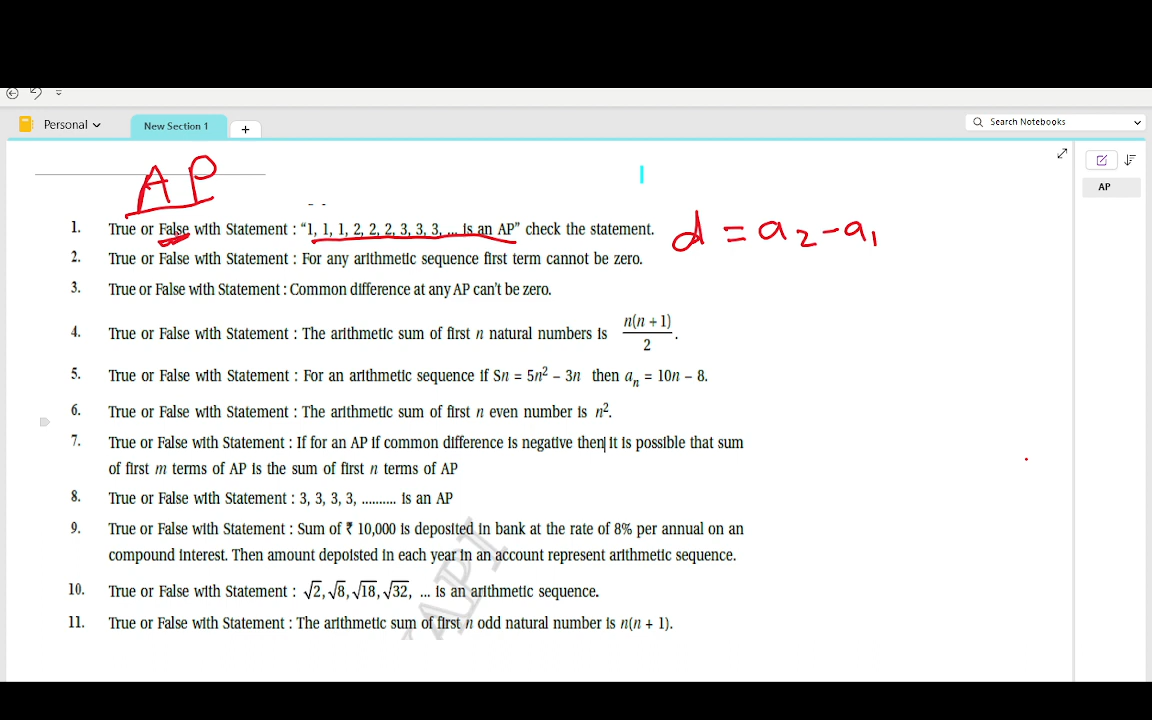 Personal
New Section 1
+
Search Notebooks
AP
AP
1. True or False with Statement : “1, 1, 1, 2, 2, 2, 3, 3, 3, ... is an AP” check the statement. d = a₂ - a₁
2. True or False with Statement : For any arithmetic sequence first term cannot be zero.
3. True or False with Statement : Common difference at any AP can't be zero.
4. True or False with Statement : The arithmetic sum of first n natural numbers is n(n + 1)/2.
5. True or False with Statement : For an arithmetic sequence if Sn = 5n² – 3n then aₙ = 10n – 8.
6. True or False with Statement : The arithmetic sum of first n even number is n².
7. True or False with Statement : If for an AP if common difference is negative then it is possible that sum
of first m terms of AP is the sum of first n terms of AP
8. True or False with Statement : 3, 3, 3, 3, .......... is an AP
9. True or False with Statement : Sum of ₹ 10,000 is deposited in bank at the rate of 8% per annual on an
compound interest. Then amount depoisted in each year in an account represent arithmetic sequence.
10. True or False with Statement : √2, √8, √18, √32, ... is an arithmetic sequence.
11. True or False with Statement : The arithmetic sum of first n odd natural number is n(n + 1).